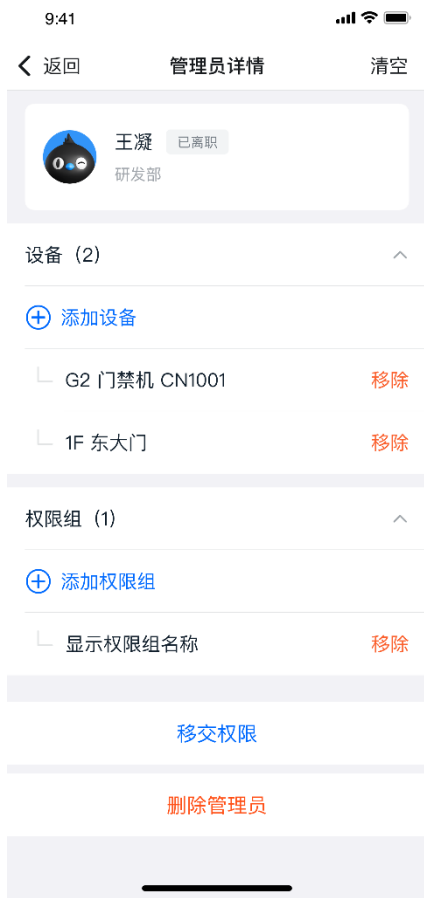 9:41
返回 管理员详情 清空
王凝 已离职
研发部
设备（2）
添加设备
G2 门禁机 CN1001 移除
1F 东大门 移除
权限组（1）
添加权限组
显示权限组名称 移除
移交权限
删除管理员